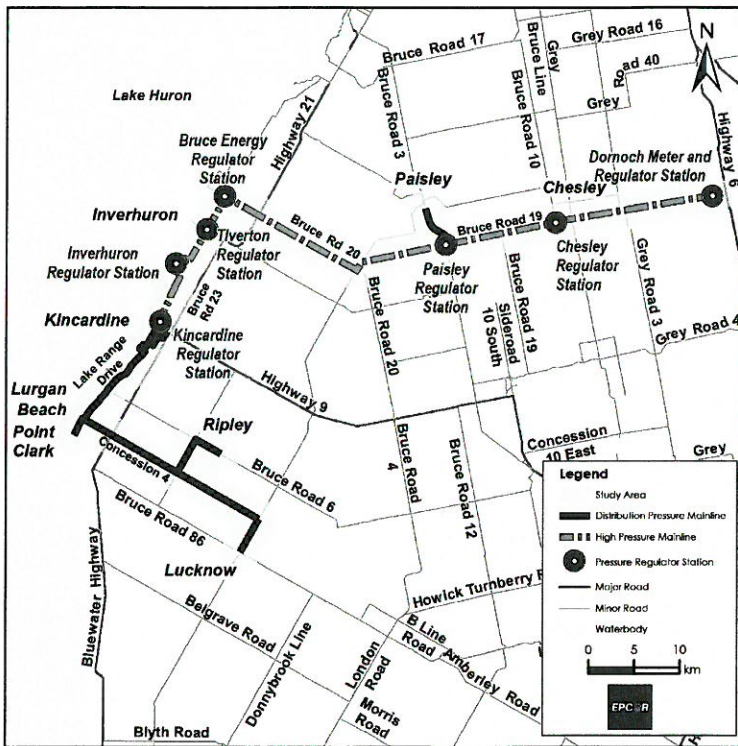 Bruce Road 17
Grey Road 16
Bruce Line
Grey
Road 40
Grey
N
Lake Huron
Highway 21
Bruce Road 3
Bruce Road 10
Highway 6
Bruce Energy
Regulator
Station
Paisley
Chesley
Dornoch Meter and
Regulator Station
Inverhuron
Tiverton
Regulator
Station
Bruce Rd 20
Bruce Road 19
Inverhuron
Regulator Station
Paisley
Regulator
Station
Chesley
Regulator
Station
Bruce
Rd 23
Kincardine
Kincardine
Regulator
Station
Bruce Road 20
Sideroad
10 South
Bruce Road 19
Grey Road 3
Grey Road 4
Lake Range
Drive
Highway 9
Lurgan
Beach
Point
Clark
Ripley
Concession 4
Bruce Road 6
Bruce Road
4
Bruce Road 12
Concession
10 East
Grey
Bruce Road 86
Lucknow
Bluewater Highway
Belgrave Road
Donnybrook Line
London
Road
Howick Turnberry
B Line
Road
Amberley Road
Morris
Road
Blyth Road
Legend
Study Area
Distribution Pressure Mainline
High Pressure Mainline
Pressure Regulator Station
Major Road
Minor Road
Waterbody
0 5 10
km
EPCOR